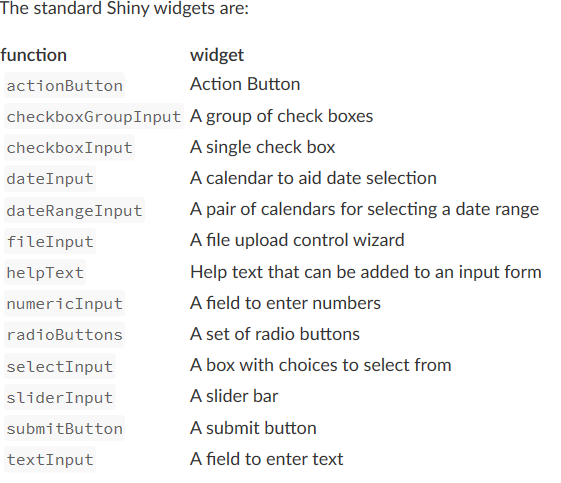 The standard Shiny widgets are:
function widget
actionButton Action Button
checkboxGroupInput A group of check boxes
checkboxInput A single check box
dateInput A calendar to aid date selection
dateRangeInput A pair of calendars for selecting a date range
fileInput A file upload control wizard
helpText Help text that can be added to an input form
numericInput A field to enter numbers
radioButtons A set of radio buttons
selectInput A box with choices to select from
sliderInput A slider bar
submitButton A submit button
textInput A field to enter text